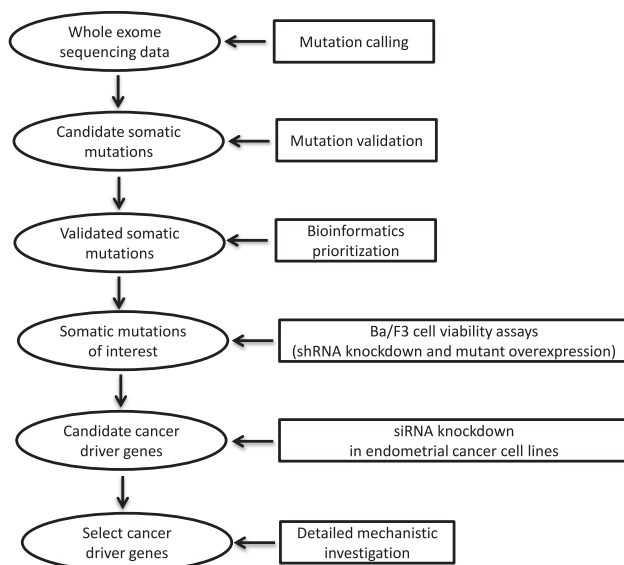 Whole exome
sequencing data
Mutation calling
Candidate somatic
mutations
Mutation validation
Validated somatic
mutations
Bioinformatics
prioritization
Somatic mutations
of interest
Ba/F3 cell viability assays
(shRNA knockdown and mutant overexpression)
Candidate cancer
driver genes
siRNA knockdown
in endometrial cancer cell lines
Select cancer
driver genes
Detailed mechanistic
investigation